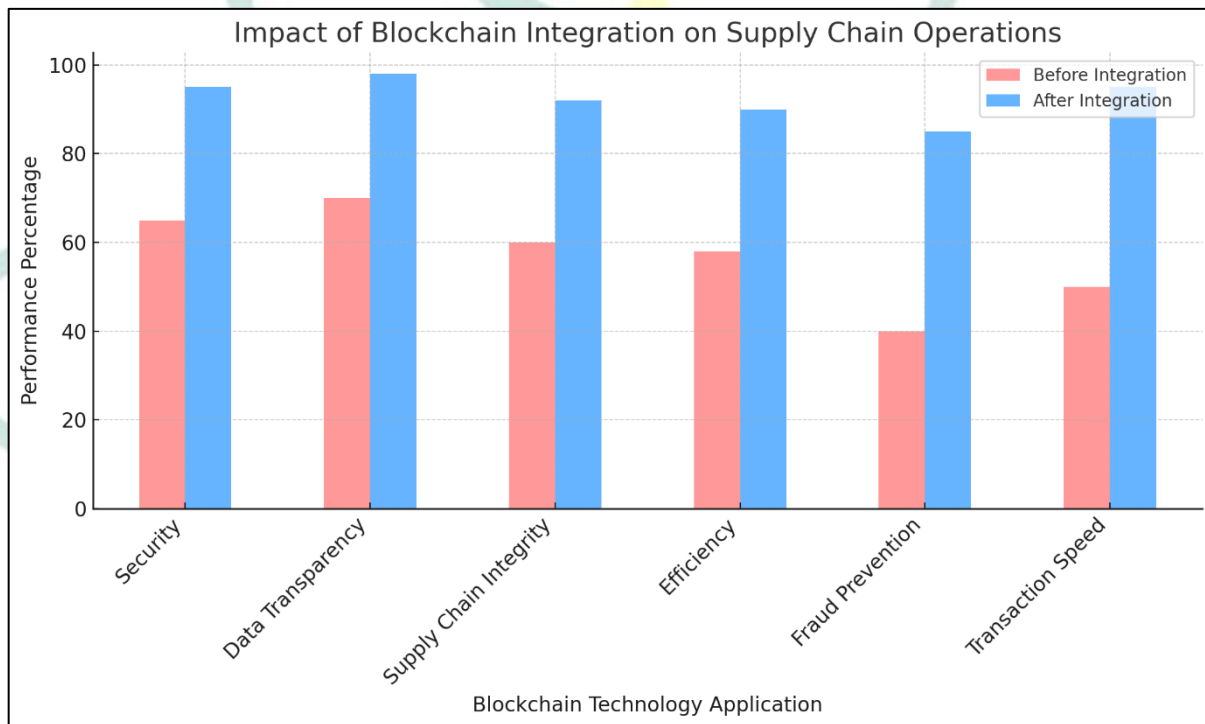 Impact of Blockchain Integration on Supply Chain Operations
Before Integration
After Integration
Performance Percentage
100
80
60
40
20
0
Security
Data Transparency
Supply Chain Integrity
Efficiency
Fraud Prevention
Transaction Speed
Blockchain Technology Application